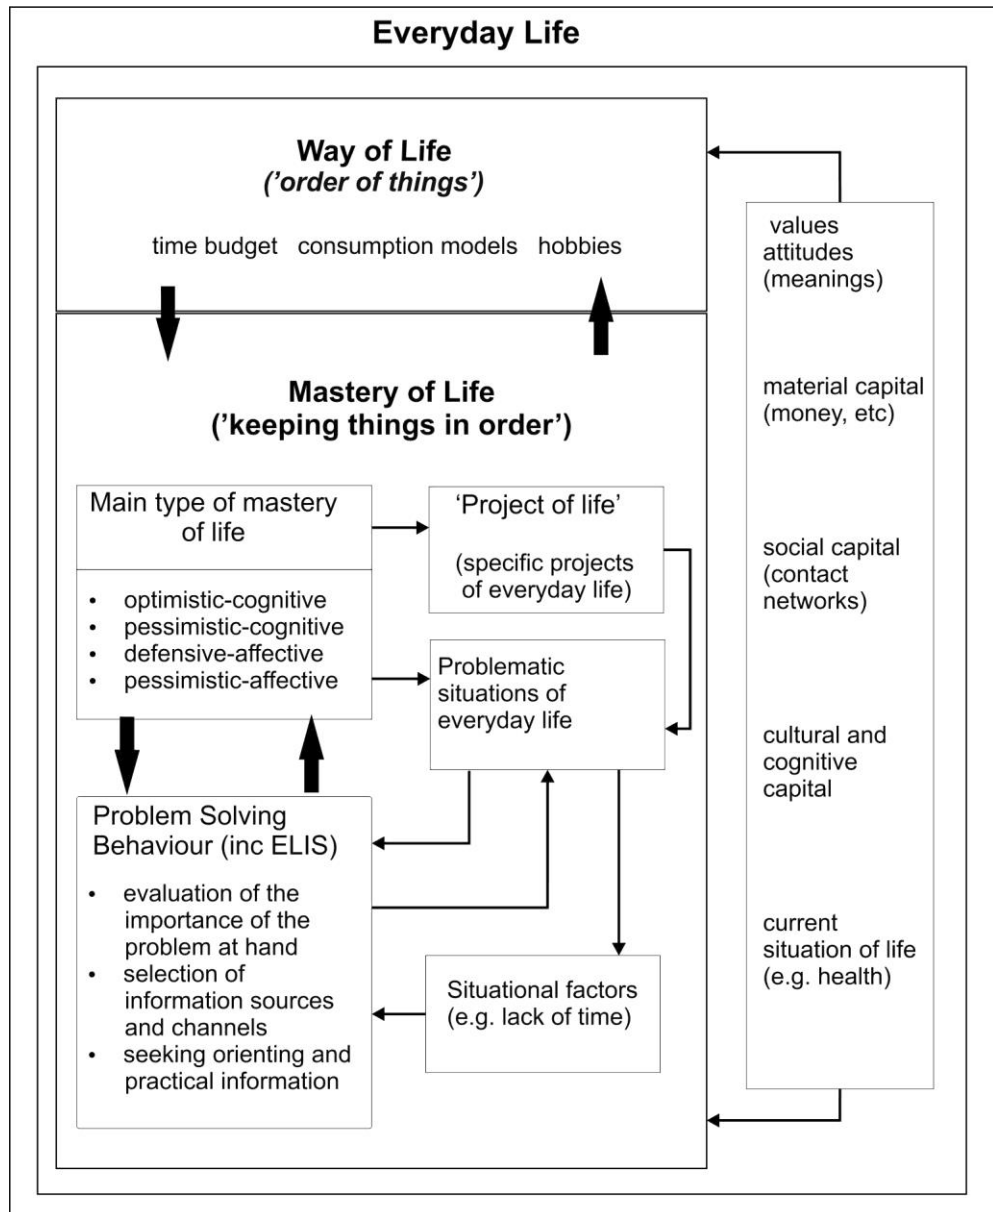 Everyday Life
Way of Life
('order of things')
time budget consumption models hobbies
Mastery of Life
('keeping things in order')
Main type of mastery
of life
• optimistic-cognitive
• pessimistic-cognitive
• defensive-affective
• pessimistic-affective
'Project of life'
(specific projects
of everyday life)
Problematic
situations of
everyday life
Problem Solving
Behaviour (inc ELIS)
• evaluation of the
importance of the
problem at hand
• selection of
information sources
and channels
• seeking orienting and
practical information
Situational factors
(e.g. lack of time)
values
attitudes
(meanings)
material capital
(money, etc)
social capital
(contact
networks)
cultural and
cognitive
capital
current
situation of life
(e.g. health)